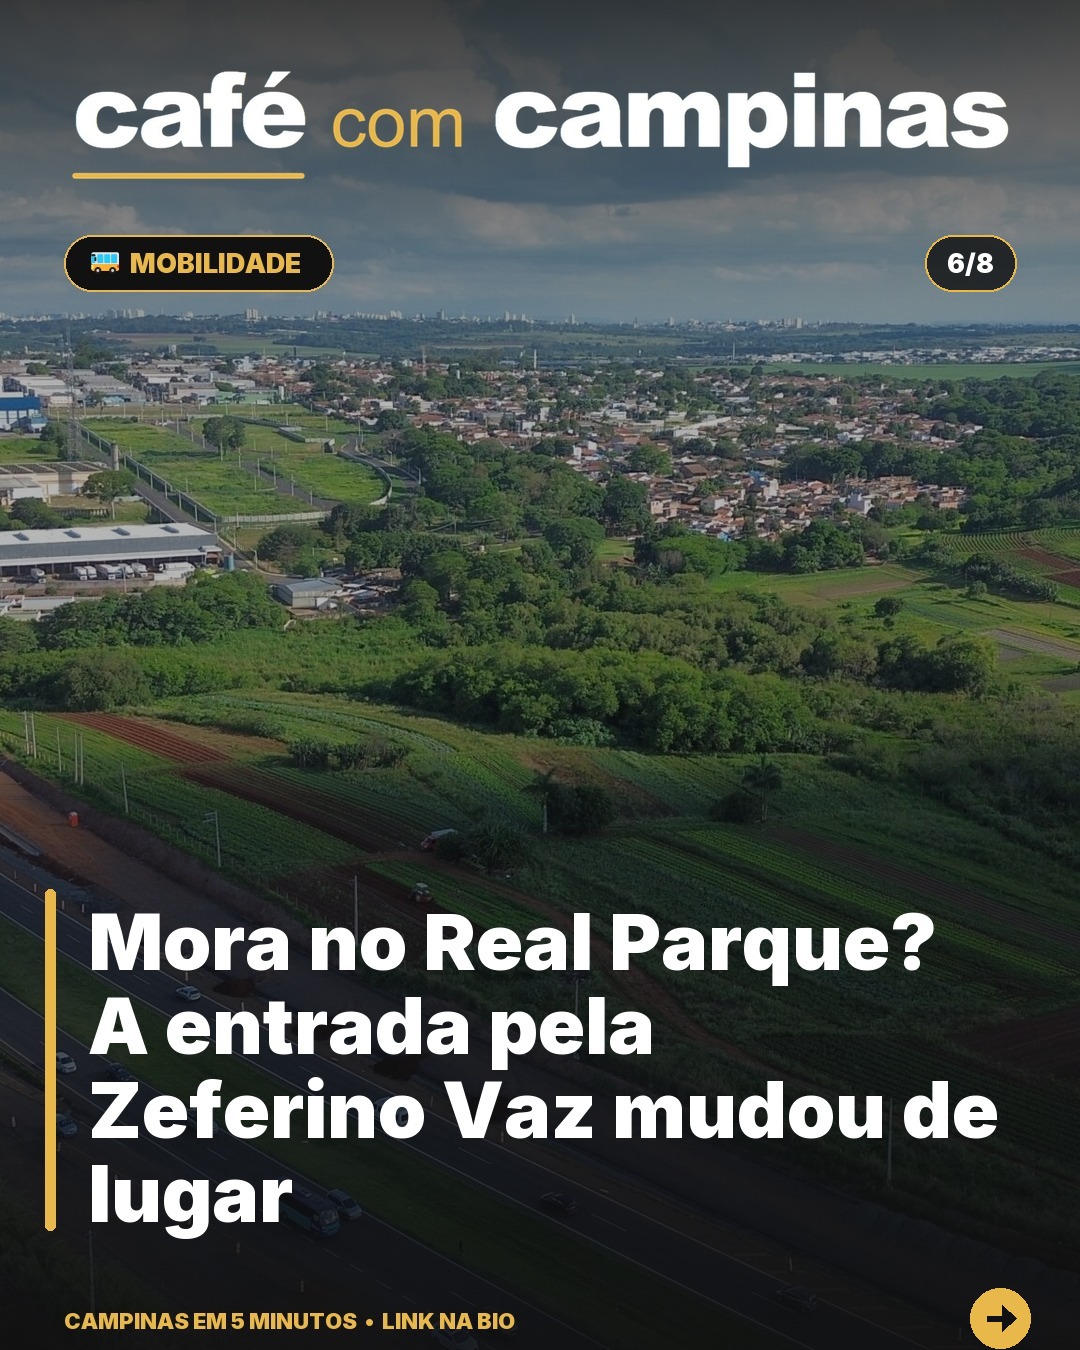 café com campinas
MOBILIDADE
6/8
Mora no Real Parque?
A entrada pela
Zeferino Vaz mudou de
lugar
CAMPINAS EM 5 MINUTOS • LINK NA BIO